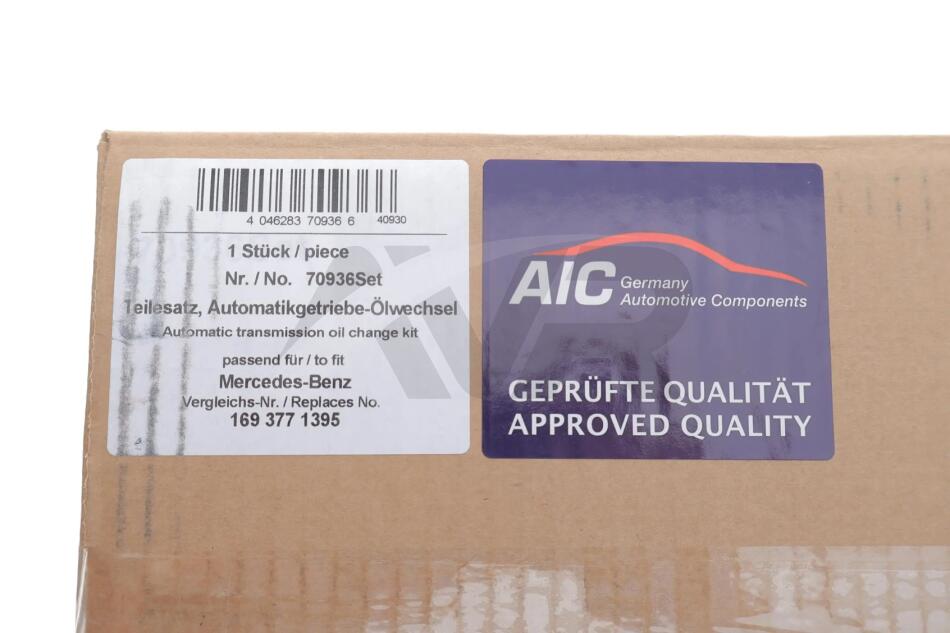 4 046283 70936 6
40930
1 Stück / piece
Nr. / No. 70936Set
Teilesatz, Automatikgetriebe-Ölwechsel
Automatic transmission oil change kit
passend für / to fit
Mercedes-Benz
Vergleichs-Nr. / Replaces No.
169 377 1395
AIC Germany
Automotive Components
GEPRÜFTE QUALITÄT
APPROVED QUALITY